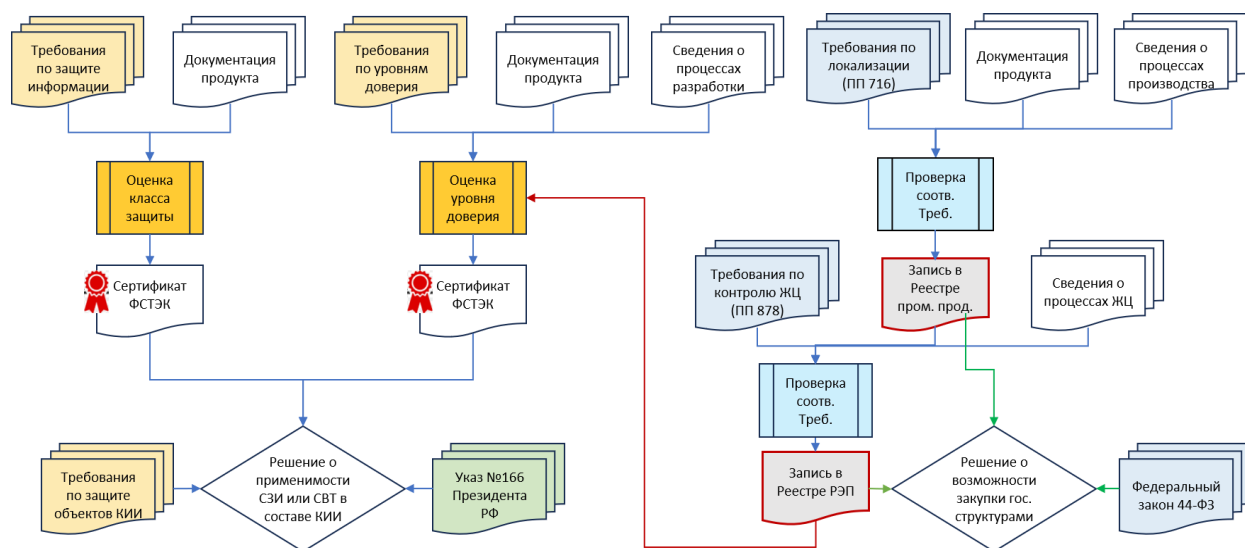 Требования
по защите
информации
Документация
продукта
Требования
по уровням
доверия
Документация
продукта
Сведения о
процессах
разработки
Требования по
локализации
(ПП 716)
Документация
продукта
Сведения о
процессах
производства
Оценка
класса
защиты
Оценка
уровня
доверия
Проверка
соотв.
Треб.
Сертификат
ФСТЭК
Сертификат
ФСТЭК
Требования по
контролю ЖЦ
(ПП 878)
Запись в
Реестре
пром. прод.
Сведения о
процессах ЖЦ
Проверка
соотв.
Треб.
Требования
по защите
объектов КИИ
Решение о
применимости
СЗИ или СВТ в
составе КИИ
Указ №166
Президента
РФ
Запись в
Реестре РЭП
Решение о
возможности
закупки гос.
структурами
Федеральный
закон 44-ФЗ